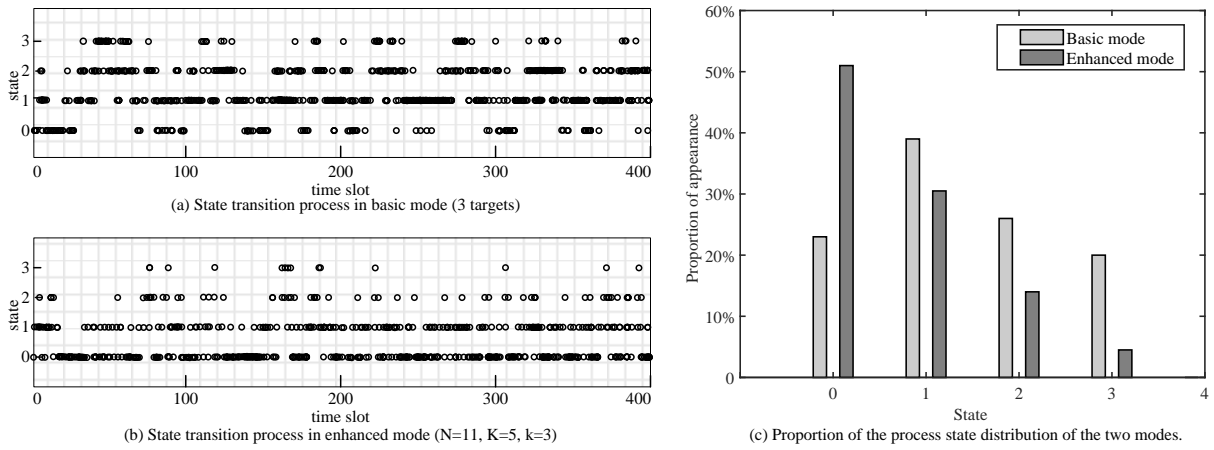 3
2
1
0
state
0 100 200 300 400
time slot
(a) State transition process in basic mode (3 targets)
3
2
1
0
state
0 100 200 300 400
time slot
(b) State transition process in enhanced mode (N=11, K=5, k=3)
60%
50%
40%
30%
20%
10%
0
Proportion of appearance
Basic mode
Enhanced mode
0 1 2 3 4
State
(c) Proportion of the process state distribution of the two modes.